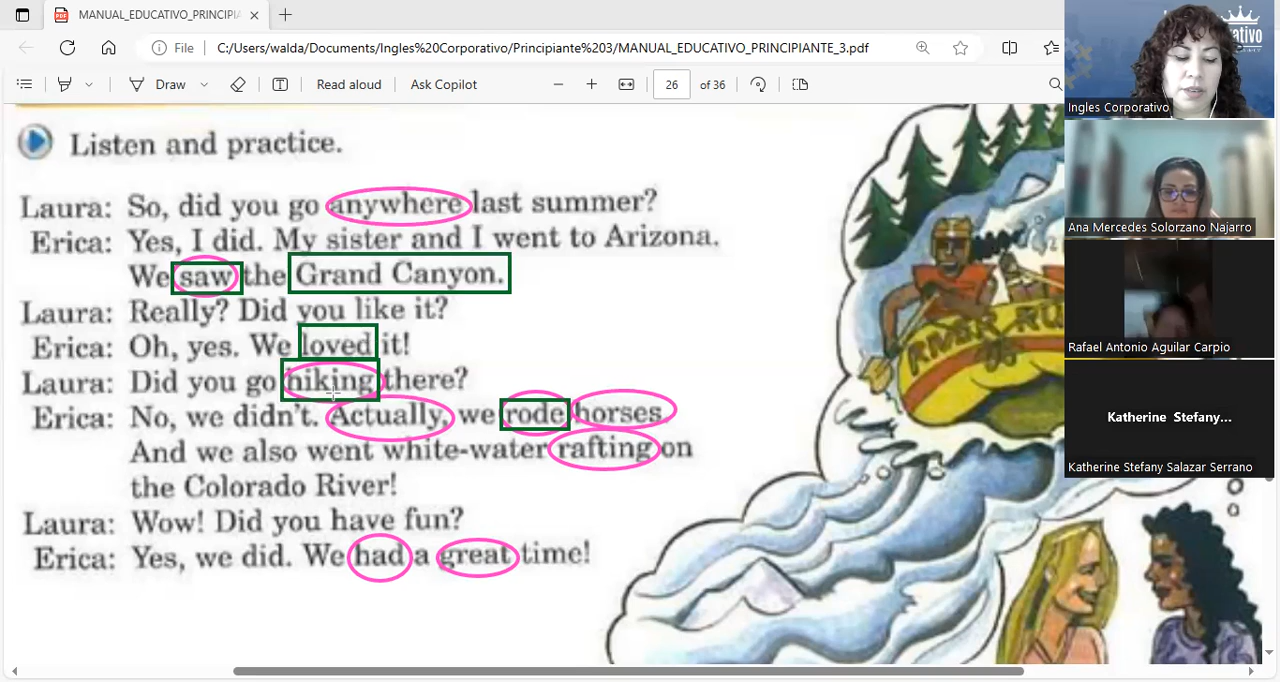 MANUAL_EDUCATIVO_PRINCIPIA
File
C:/Users/walda/Documents/Ingles%20Corporativo/Principante%203/MANUAL_EDUCATIVO_PRINCIPIANTE_3.pdf
Draw
Read aloud
Ask Copilot
26 of 36
Listen and practice.
Laura: So, did you go anywhere last summer?
Erica: Yes, I did. My sister and I went to Arizona.
We saw the Grand Canyon.
Laura: Really? Did you like it?
Erica: Oh, yes. We loved it!
Laura: Did you go hiking there?
Erica: No, we didn't. Actually, we rode horses.
And we also went white-water rafting on
the Colorado River!
Laura: Wow! Did you have fun?
Erica: Yes, we did. We had a great time!
RIVER RU
Ingles Corporativo
Ana Mercedes Solorzano Najarro
Rafael Antonio Aguilar Carpio
Katherine Stefany...
Katherine Stefany Salazar Serrano